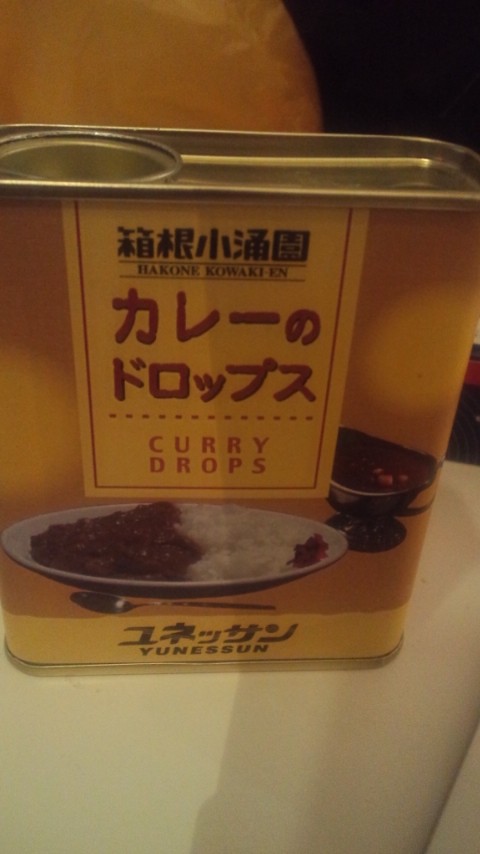 箱根小涌園
HAKONE KOWAKI-EN
カレーの
ドロップス
CURRY
DROPS
ユネッサン
YUNESSUN